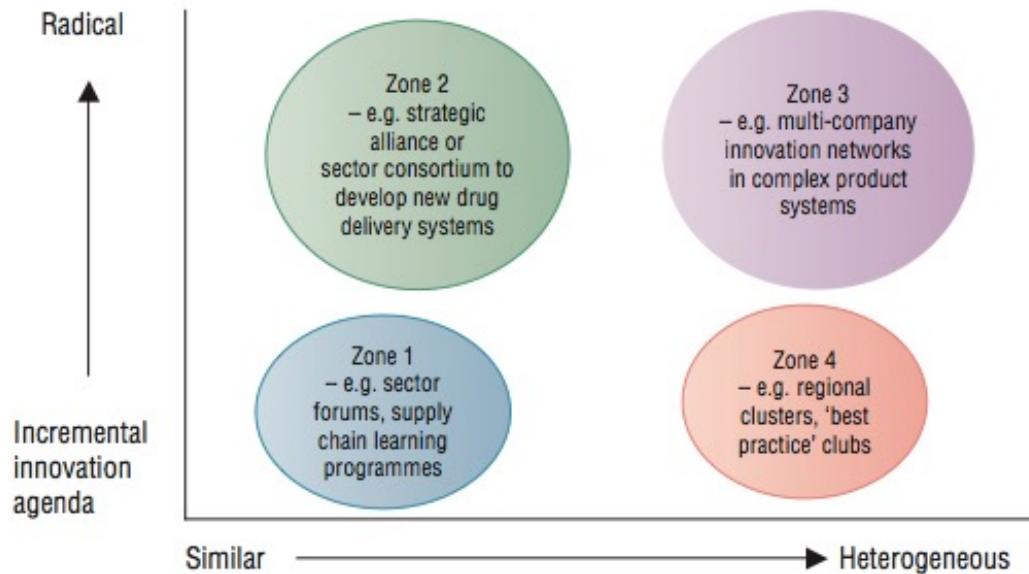 Radical
Zone 2
– e.g. strategic
alliance or
sector consortium to
develop new drug
delivery systems
Zone 3
– e.g. multi-company
innovation networks
in complex product
systems
Zone 1
– e.g. sector
forums, supply
chain learning
programmes
Zone 4
– e.g. regional
clusters, ‘best
practice’ clubs
Incremental
innovation
agenda
Similar
Heterogeneous